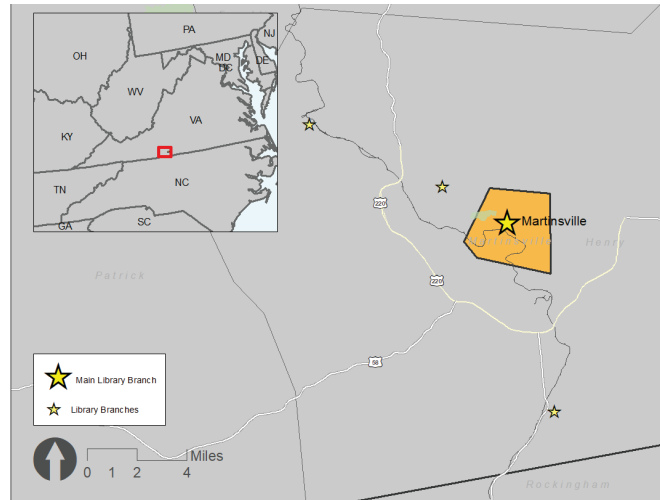 PA
NJ
OH
MD
DE
DC
WV
VA
KY
TN
NC
SC
GA
220
Martinsville
Martinsville
Henry
Patrick
220
58
Main Library Branch
Library Branches
Miles
0 1 2 4
Rockingham